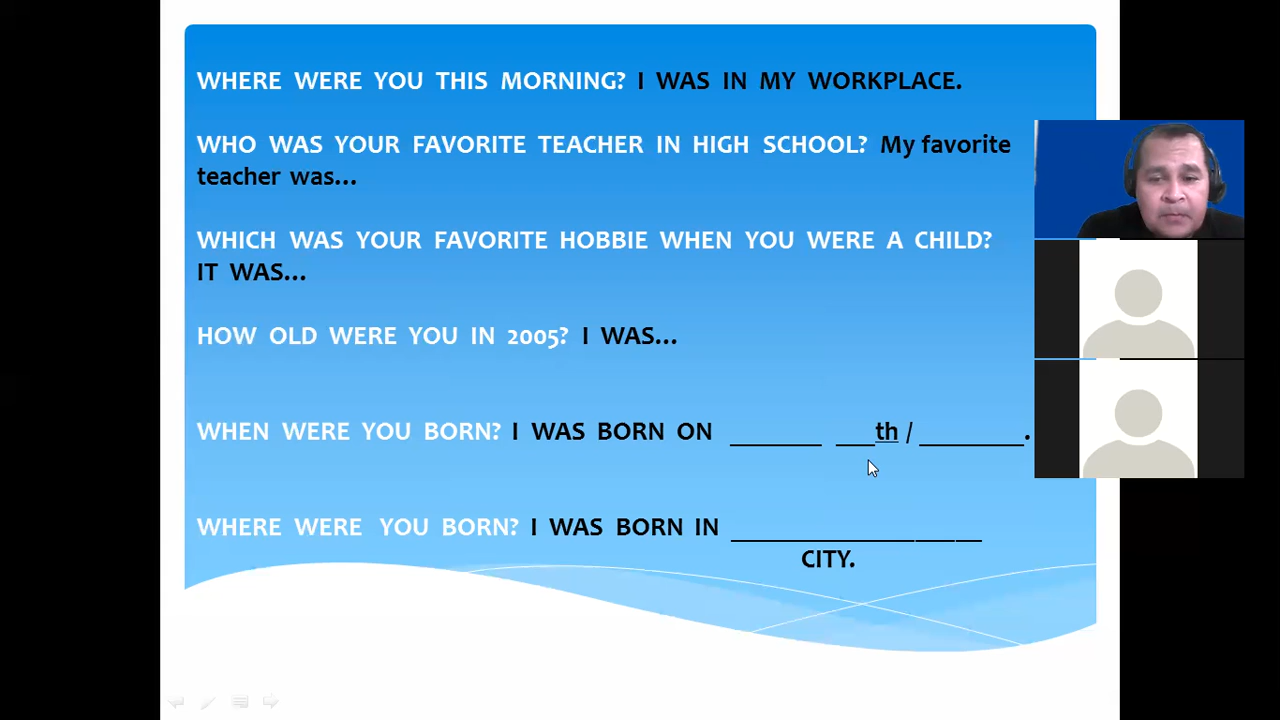 WHERE WERE YOU THIS MORNING? I WAS IN MY WORKPLACE.
WHO WAS YOUR FAVORITE TEACHER IN HIGH SCHOOL? My favorite
teacher was...
WHICH WAS YOUR FAVORITE HOBBIE WHEN YOU WERE A CHILD?
IT WAS...
HOW OLD WERE YOU IN 2005? I WAS...
WHEN WERE YOU BORN? I WAS BORN ON _______ ___th / ________.
WHERE WERE YOU BORN? I WAS BORN IN ___________________
CITY.